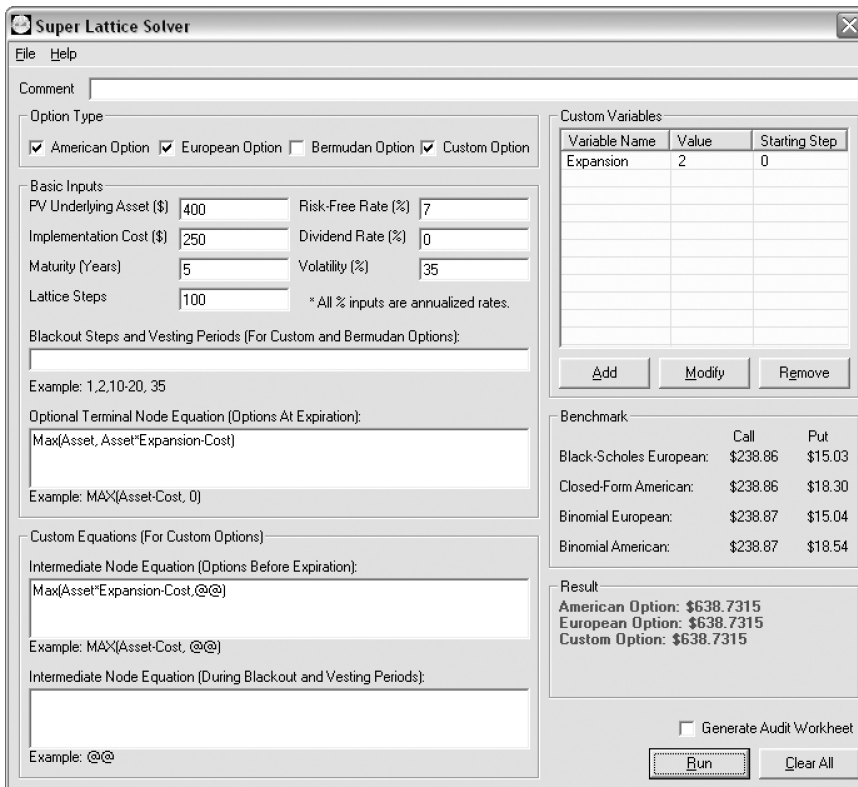 Super Lattice Solver
File Help
Comment
Option Type
American Option European Option Bermudan Option Custom Option
Basic Inputs
PV Underlying Asset ($) 400 Risk-Free Rate (%) 7
Implementation Cost ($) 250 Dividend Rate (%) 0
Maturity (Years) 5 Volatility (%) 35
Lattice Steps 100 * All % inputs are annualized rates.
Blackout Steps and Vesting Periods (For Custom and Bermudan Options):
Example: 1,2,10-20, 35
Optional Terminal Node Equation (Options At Expiration):
Max(Asset, Asset*Expansion-Cost)
Example: MAX(Asset-Cost, 0)
Custom Equations (For Custom Options)
Intermediate Node Equation (Options Before Expiration):
Max(Asset*Expansion-Cost,@@)
Example: MAX(Asset-Cost, @@)
Intermediate Node Equation (During Blackout and Vesting Periods):
Example: @@
Custom Variables
Variable Name Value Starting Step
Expansion 2 0
Add Modify Remove
Benchmark
Call Put
Black-Scholes European: $238.86 $15.03
Closed-Form American: $238.86 $18.30
Binomial European: $238.87 $15.04
Binomial American: $238.87 $18.54
Result
American Option: $638.7315
European Option: $638.7315
Custom Option: $638.7315
Generate Audit Workheet
Run Clear All